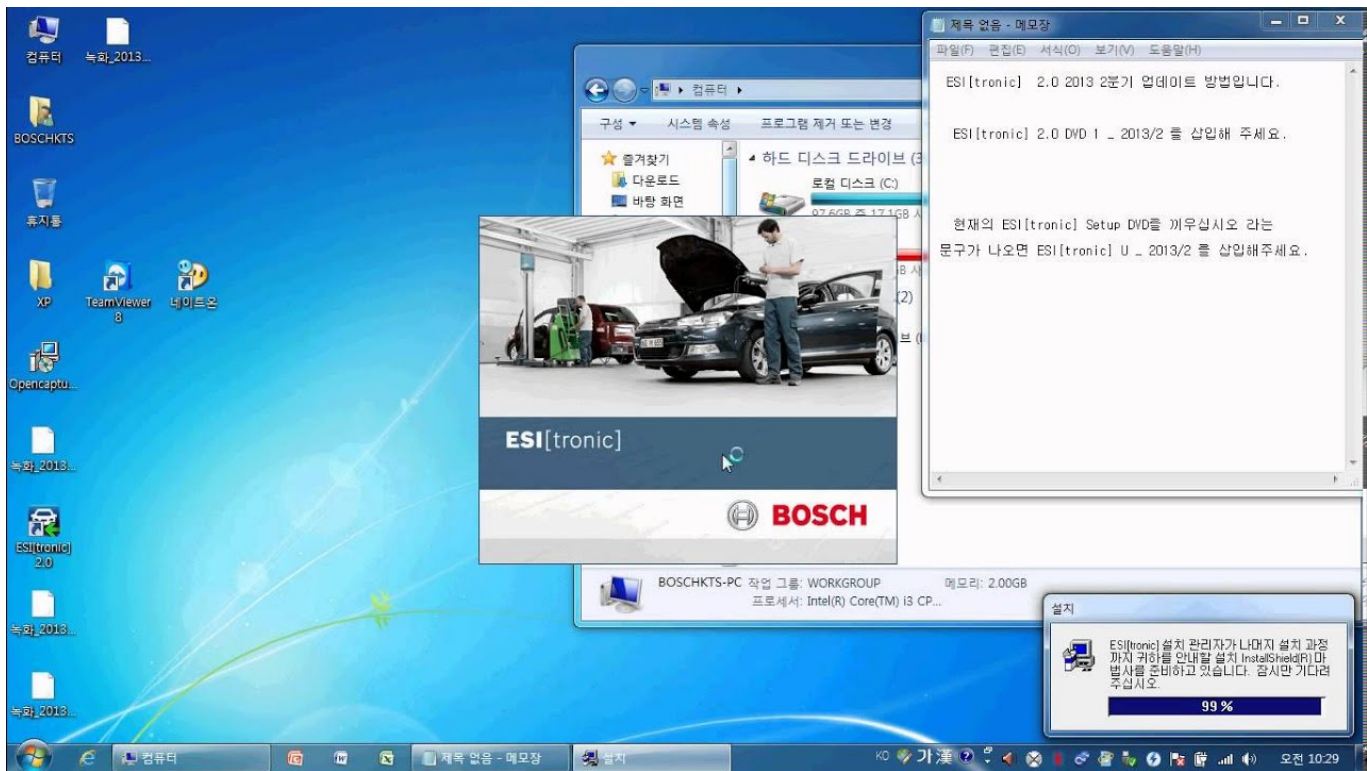 컴퓨터
녹화_2013...
BOSCHKTS
휴지통
XP
TeamViewer
8
네이트온
Opencaptu...
녹화_2013...
ESI[tronic]
2.0
녹화_2013...
녹화_2013...
컴퓨터
구성 시스템 속성 프로그램 제거 또는 변경
즐겨찾기
다운로드
바탕 화면
하드 디스크 드라이브 (3
로컬 디스크 (C:)
97.6GB 중 17.1GB
(2)
ESI[tronic]
BOSCH
BOSCHKTS-PC 작업 그룹: WORKGROUP 메모리: 2.00GB
프로세서: Intel(R) Core(TM) i3 CP...
제목 없음 - 메모장
파일(F) 편집(E) 서식(O) 보기(V) 도움말(H)
ESI[tronic] 2.0 2013 2분기 업데이트 방법입니다.
ESI[tronic] 2.0 DVD 1 _ 2013/2 를 삽입해 주세요.
현재의 ESI[tronic] Setup DVD를 끼우십시오 라는
문구가 나오면 ESI[tronic] U _ 2013/2 를 삽입해주세요.
설치
ESI[tronic] 설치 관리자가 나머지 설치 과정
까지 귀하를 안내할 설치 InstallShield(R) 마
법사를 준비하고 있습니다. 잠시만 기다려
주십시오.
99 %
컴퓨터
제목 없음 - 메모장
설치
KO 가 漢
오전 10:29